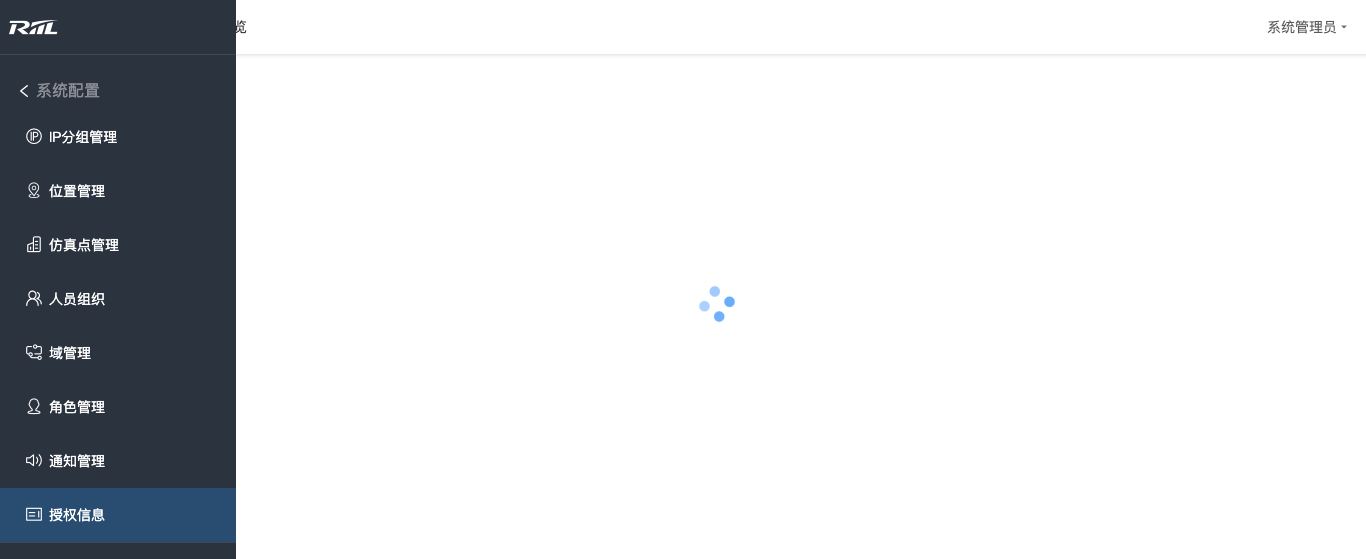 RIIL
览
系统管理员
系统配置
IP分组管理
位置管理
仿真点管理
人员组织
域管理
角色管理
通知管理
授权信息